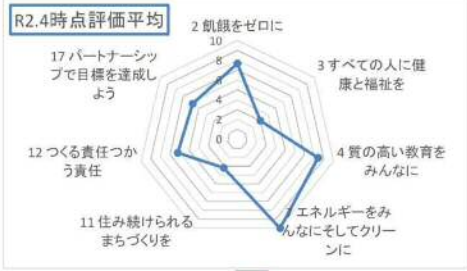 R2.4時点評価平均
2 飢餓をゼロに
10
8
6
4
2
0
3 すべての人に健
康と福祉を
4 質の高い教育を
みんなに
エネルギーをみ
んなにそしてクリー
ンに
11 住み続けられる
まちづくりを
12 つくる責任つか
う責任
17 パートナーシッ
プで目標を達成し
よう